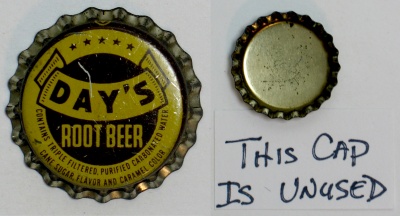 DAY'S
ROOT BEER
CONTAINS TRIPLE FILTERED, PURIFIED CARBONATED WATER
CANE SUGAR, FLAVOR AND CARAMEL COLOR
THIS CAP
IS UNUSED